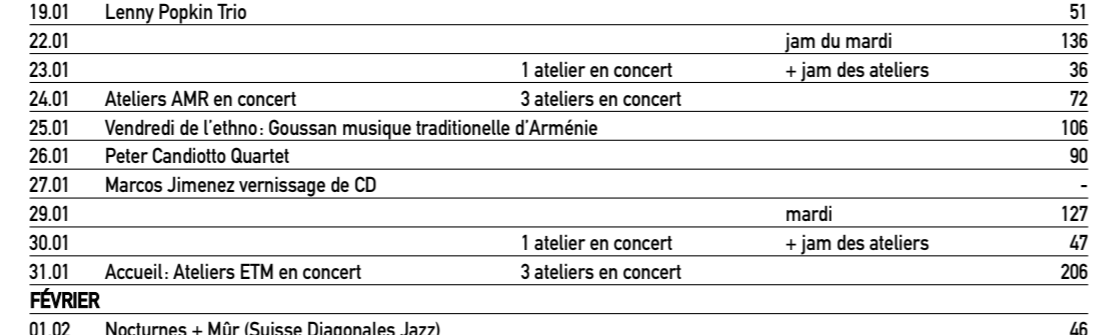 19.01 Lenny Popkin Trio 51
22.01 jam du mardi 136
23.01 1 atelier en concert + jam des ateliers 36
24.01 Ateliers AMR en concert 3 ateliers en concert 72
25.01 Vendredi de l'ethno : Goussan musique traditionelle d'Arménie 106
26.01 Peter Candiotto Quartet 90
27.01 Marcos Jimenez vernissage de CD -
29.01 mardi 127
30.01 1 atelier en concert + jam des ateliers 47
31.01 Accueil : Ateliers ETM en concert 3 ateliers en concert 206
FÉVRIER
01.02 Nocturnes + Mûr (Suisse Diagonales Jazz) 46